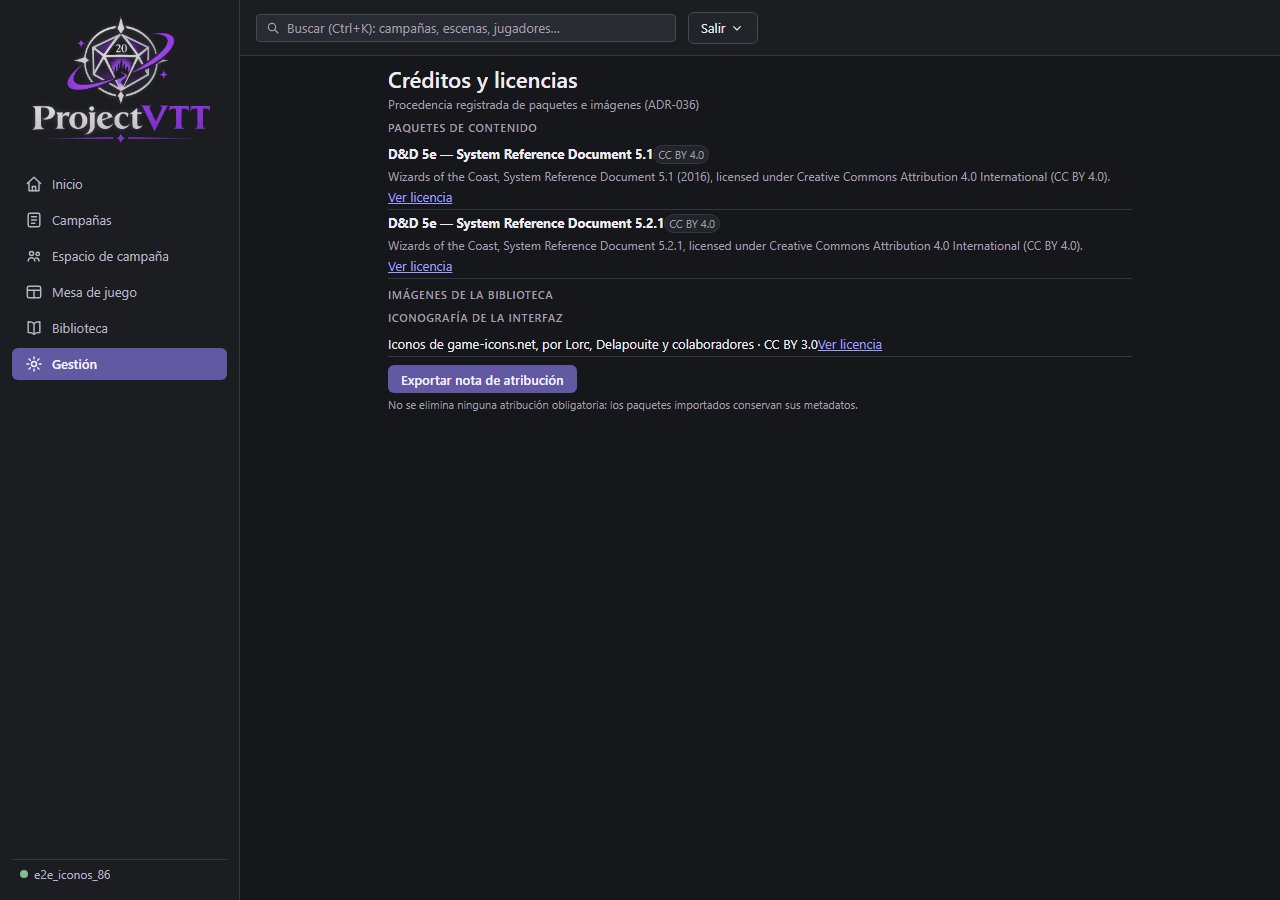 20
ProjectVTT
Inicio
Campañas
Espacio de campaña
Mesa de juego
Biblioteca
Gestión
e2e_iconos_86
Buscar (Ctrl+K): campañas, escenas, jugadores...
Salir
Créditos y licencias
Procedencia registrada de paquetes e imágenes (ADR-036)
PAQUETES DE CONTENIDO
D&D 5e — System Reference Document 5.1 CC BY 4.0
Wizards of the Coast, System Reference Document 5.1 (2016), licensed under Creative Commons Attribution 4.0 International (CC BY 4.0).
Ver licencia
D&D 5e — System Reference Document 5.2.1 CC BY 4.0
Wizards of the Coast, System Reference Document 5.2.1, licensed under Creative Commons Attribution 4.0 International (CC BY 4.0).
Ver licencia
IMÁGENES DE LA BIBLIOTECA
ICONOGRAFÍA DE LA INTERFAZ
Iconos de game-icons.net, por Lorc, Delapouite y colaboradores · CC BY 3.0Ver licencia
Exportar nota de atribución
No se elimina ninguna atribución obligatoria: los paquetes importados conservan sus metadatos.